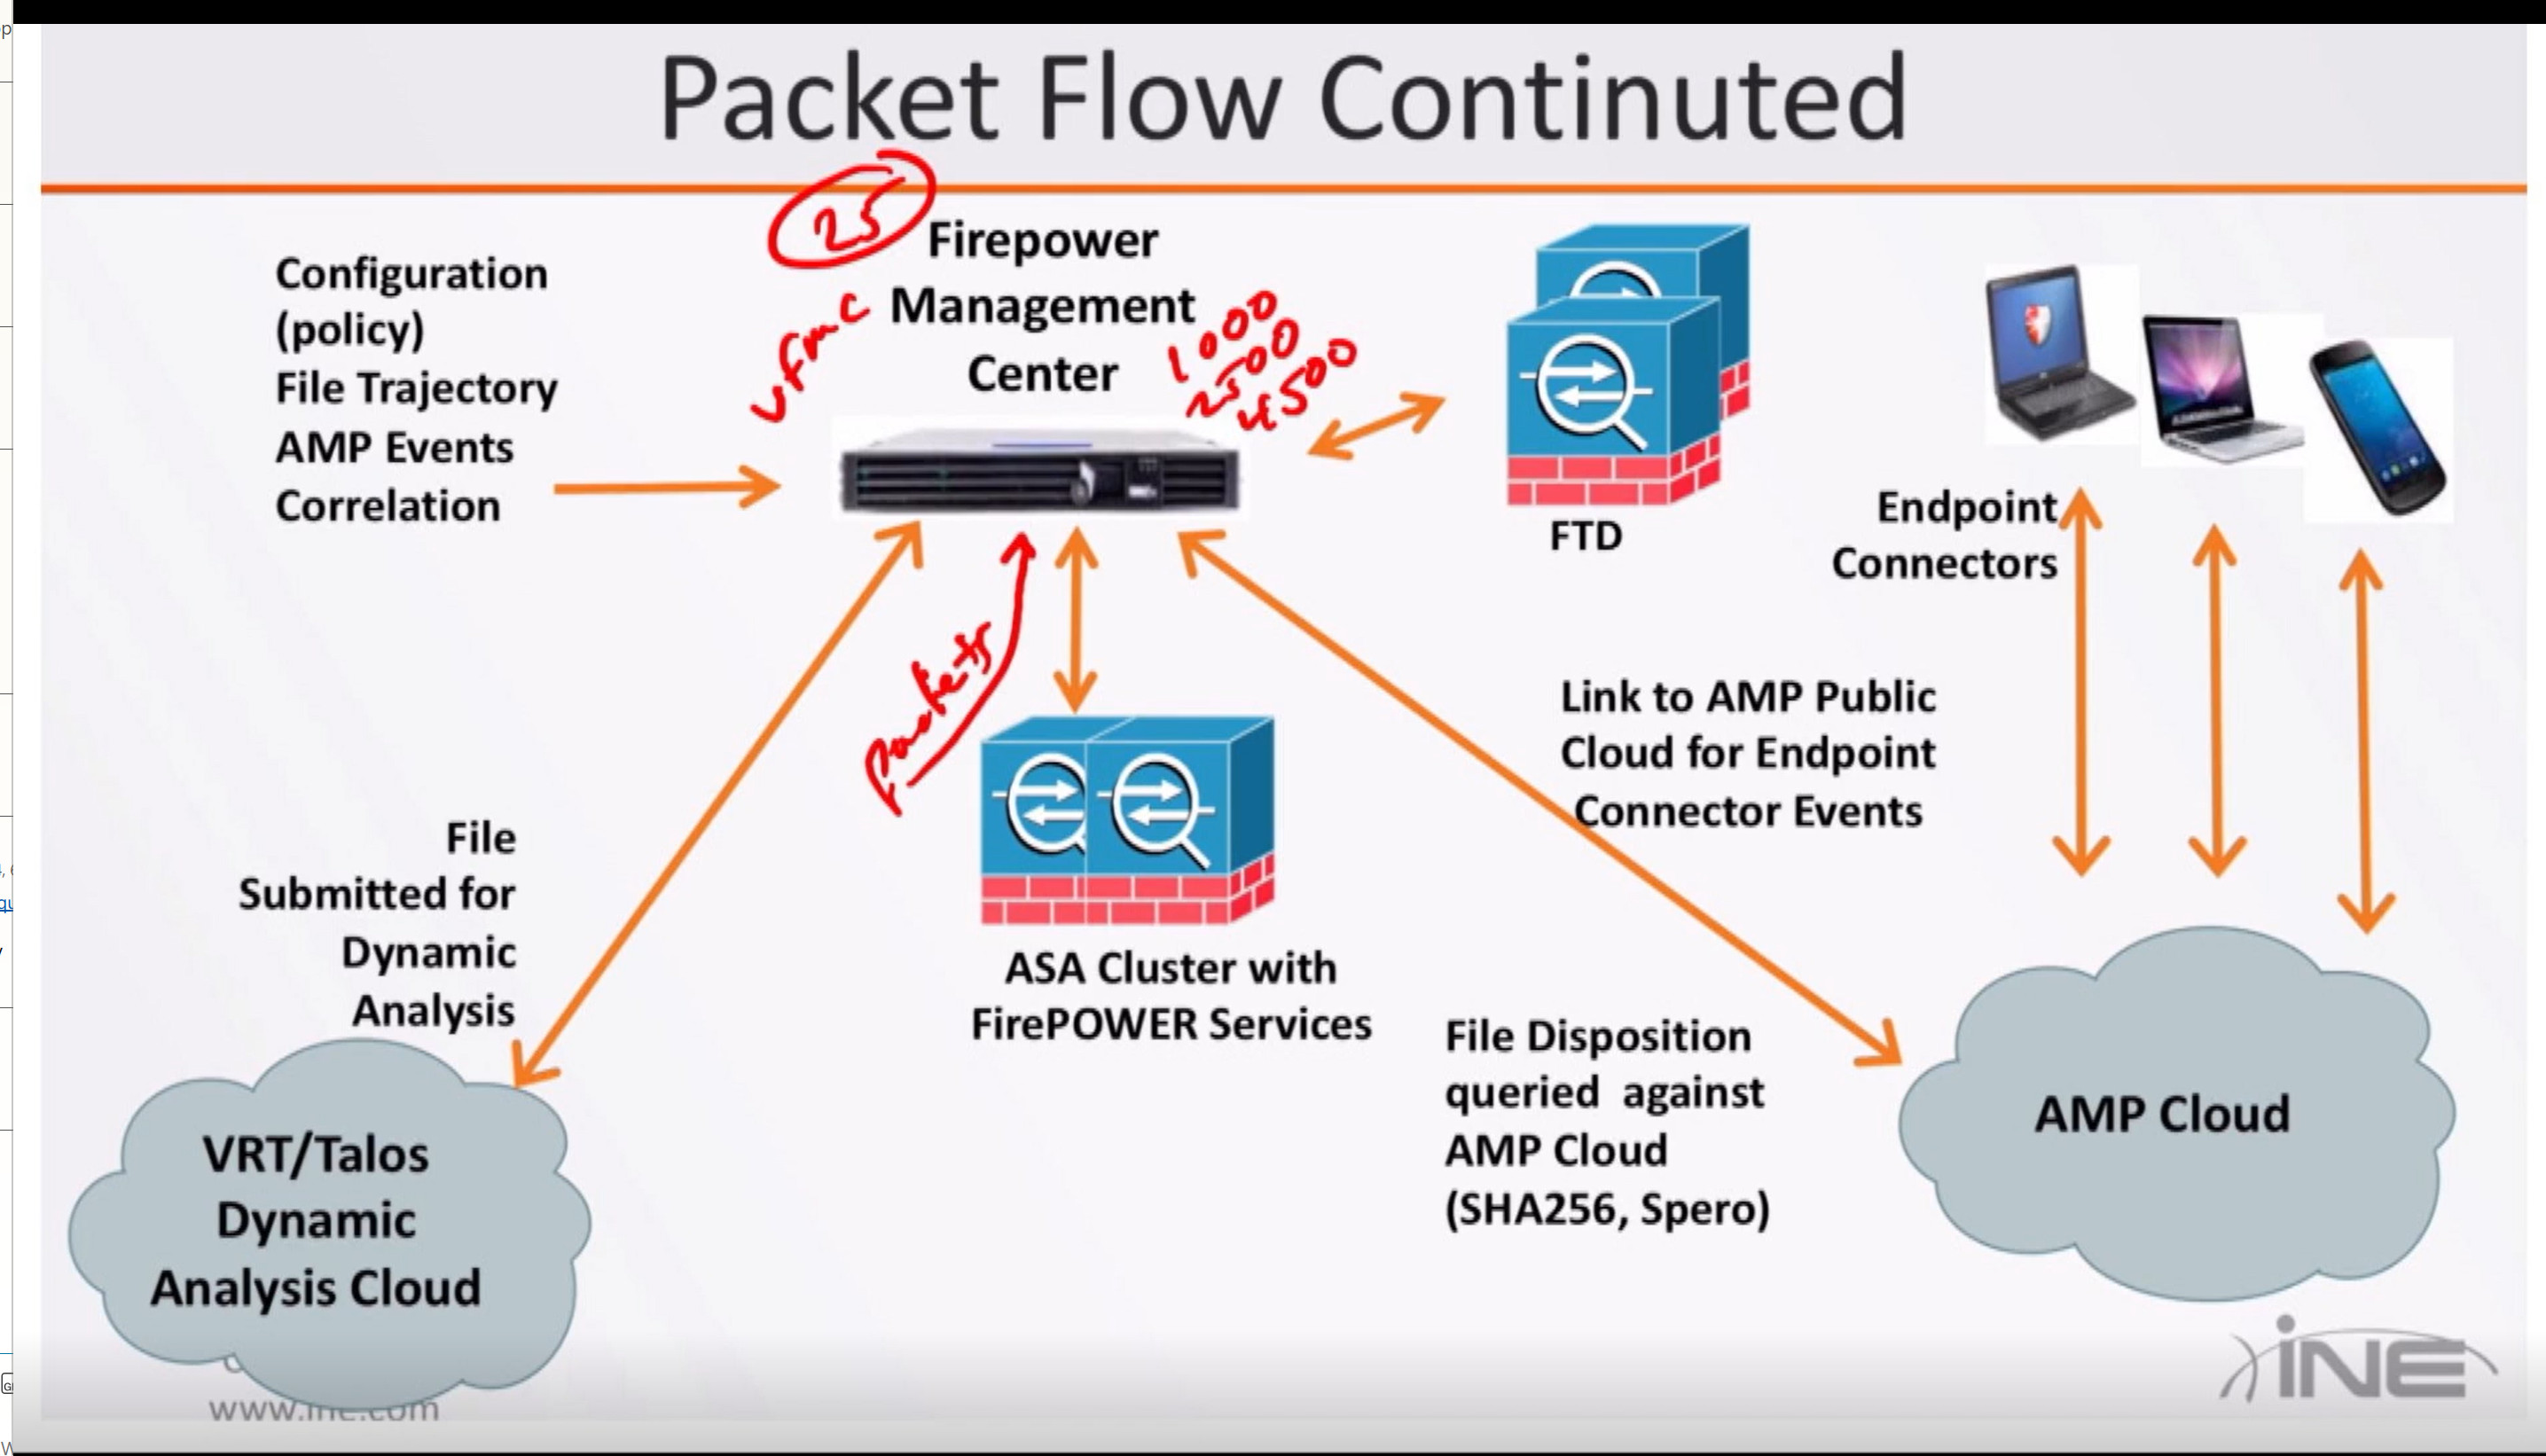 Packet Flow Continuted
25
Configuration
(policy)
File Trajectory
AMP Events
Correlation
vfmc
Firepower
Management
Center
1000
2500
4500
FTD
Endpoint
Connectors
packets
Link to AMP Public
Cloud for Endpoint
Connector Events
File
Submitted for
Dynamic
Analysis
ASA Cluster with
FirePOWER Services
File Disposition
queried against
AMP Cloud
(SHA256, Spero)
AMP Cloud
VRT/Talos
Dynamic
Analysis Cloud
www.ine.com
iNE